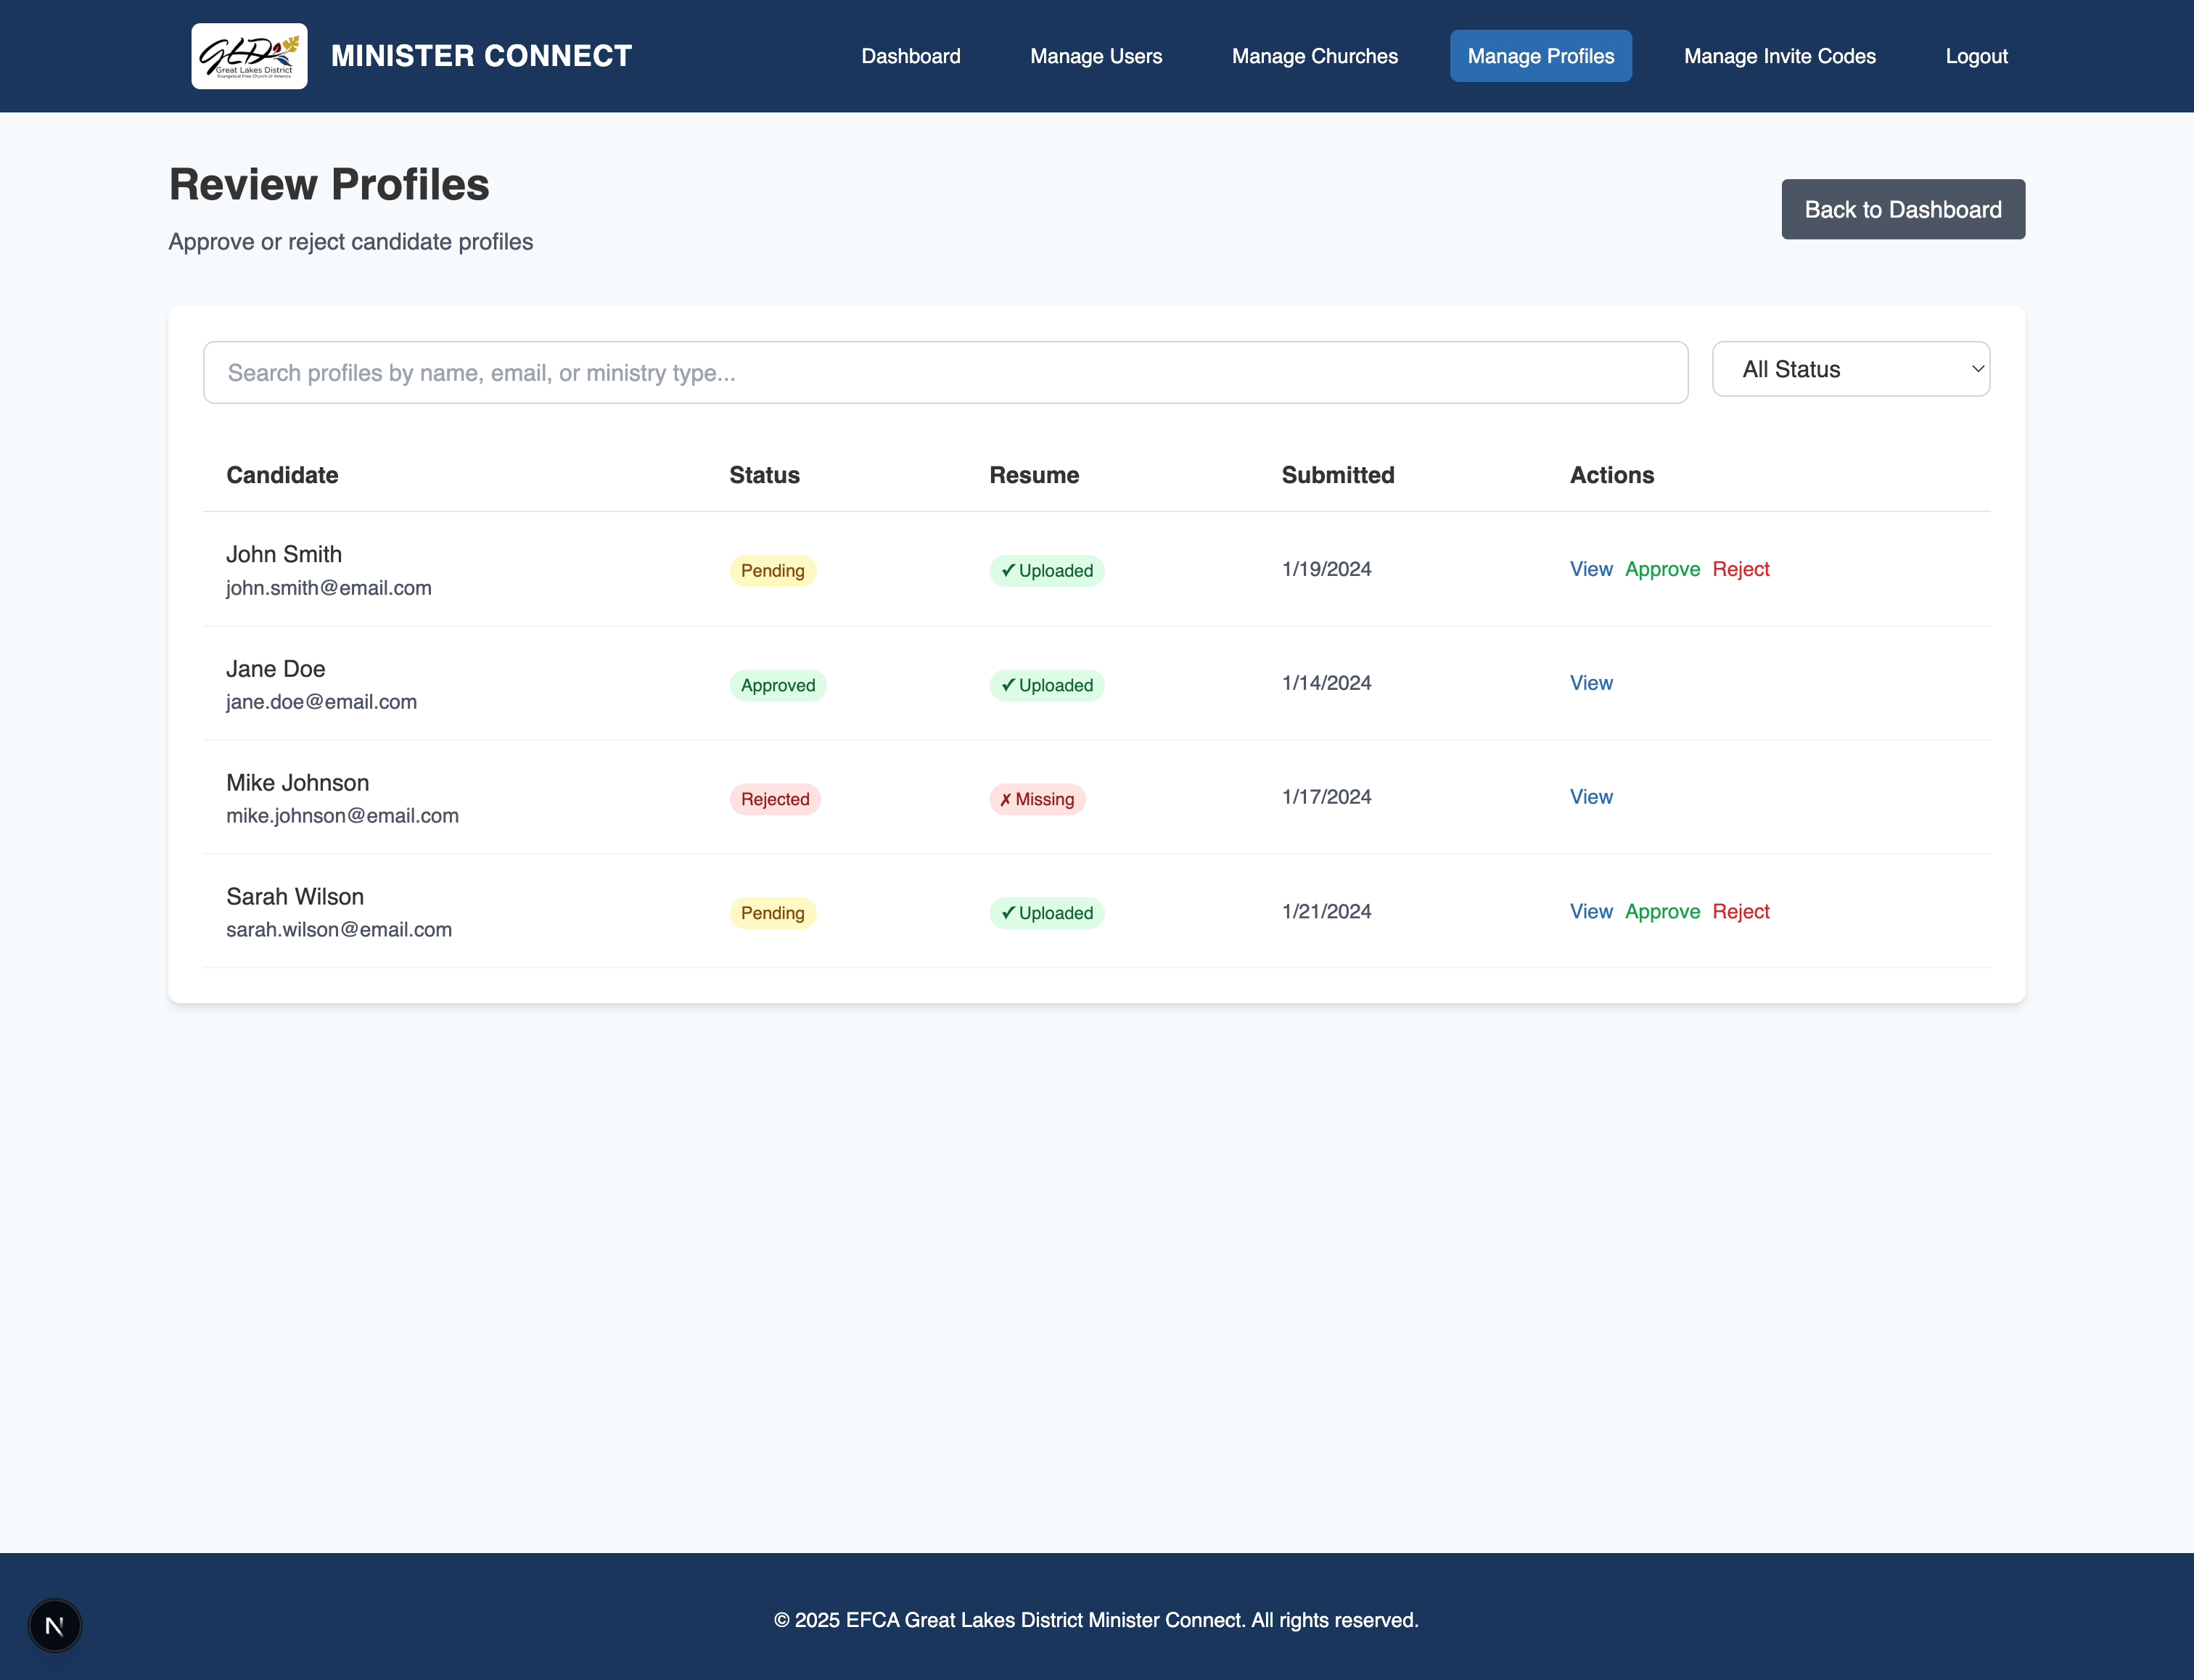 GLD
Great Lakes District
Evangelical Free Church of America
MINISTER CONNECT
Dashboard
Manage Users
Manage Churches
Manage Profiles
Manage Invite Codes
Logout
Review Profiles
Approve or reject candidate profiles
Back to Dashboard
Search profiles by name, email, or ministry type...
All Status
Candidate Status Resume Submitted Actions
John Smith
john.smith@email.com
Pending ✓ Uploaded 1/19/2024 View Approve Reject
Jane Doe
jane.doe@email.com
Approved ✓ Uploaded 1/14/2024 View
Mike Johnson
mike.johnson@email.com
Rejected ✗ Missing 1/17/2024 View
Sarah Wilson
sarah.wilson@email.com
Pending ✓ Uploaded 1/21/2024 View Approve Reject
N
© 2025 EFCA Great Lakes District Minister Connect. All rights reserved.